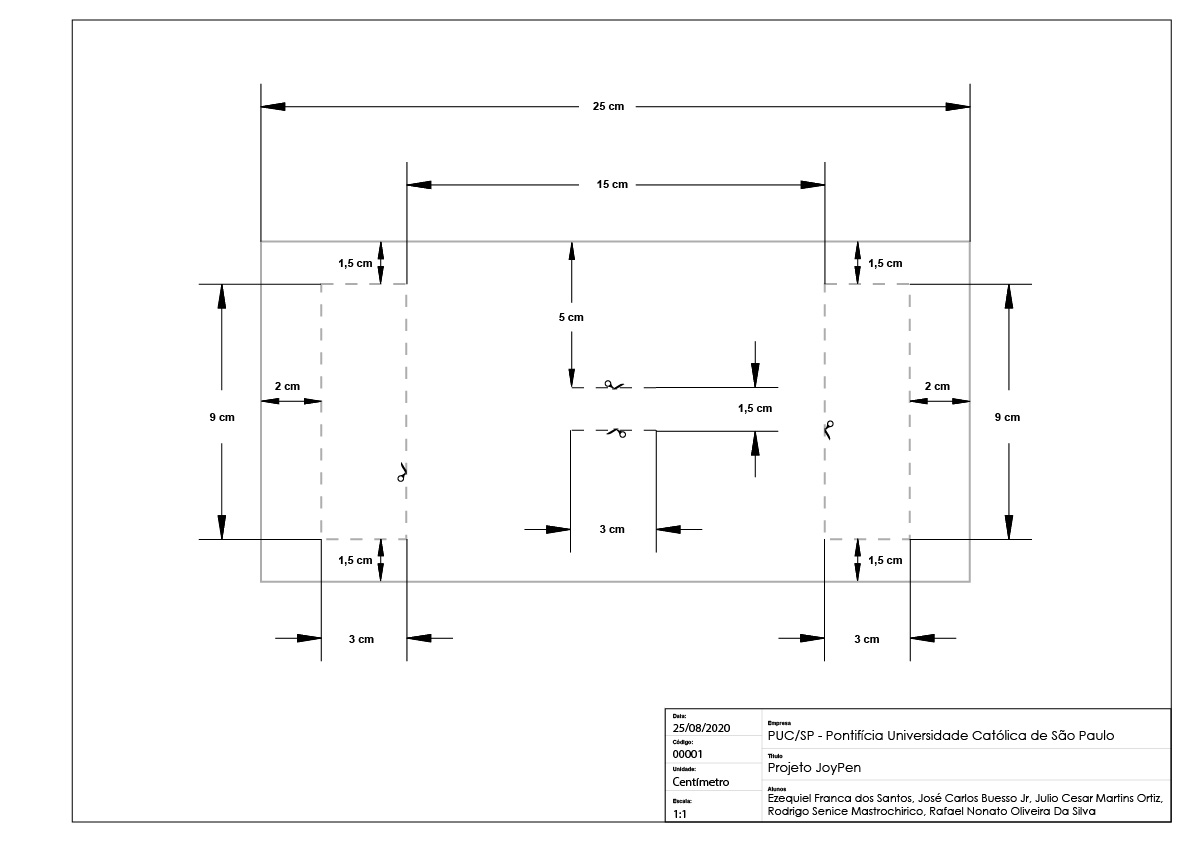 25 cm
15 cm
1,5 cm
1,5 cm
5 cm
2 cm
2 cm
1,5 cm
9 cm
9 cm
3 cm
1,5 cm
1,5 cm
3 cm
3 cm
Data:
25/08/2020
Código:
00001
Unidade:
Centímetro
Escala:
1:1
Empresa
PUC/SP - Pontifícia Universidade Católica de São Paulo
Título
Projeto JoyPen
Alunos
Ezequiel Franca dos Santos, José Carlos Buesso Jr, Julio Cesar Martins Ortiz,
Rodrigo Senice Mastrochirico, Rafael Nonato Oliveira Da Silva